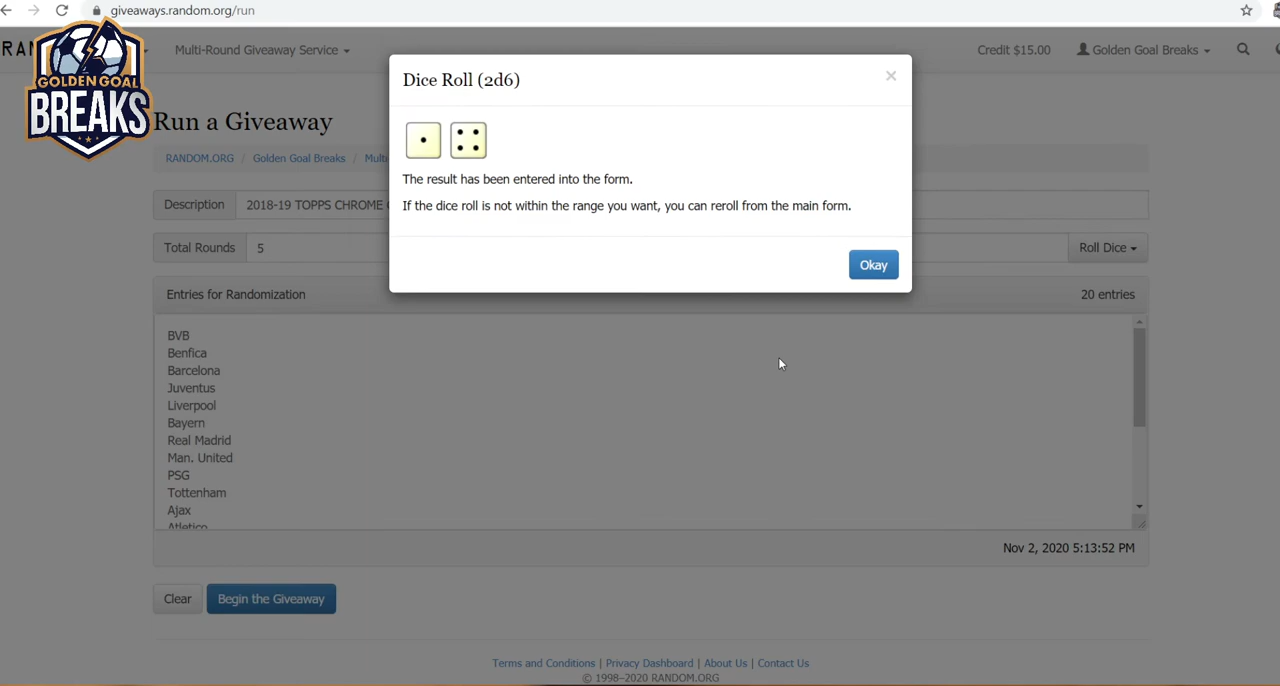 giveaways.random.org/run
Multi-Round Giveaway Service
Credit $15.00
Golden Goal Breaks
GOLDEN GOAL
BREAKS
Run a Giveaway
RANDOM.ORG / Golden Goal Breaks /
Description
2018-19 TOPPS CHROME
Total Rounds
5
Roll Dice
Dice Roll (2d6)
×
The result has been entered into the form.
If the dice roll is not within the range you want, you can reroll from the main form.
Okay
Entries for Randomization
20 entries
BVB
Benfica
Barcelona
Juventus
Liverpool
Bayern
Real Madrid
Man. United
PSG
Tottenham
Ajax
Atletico
Nov 2, 2020 5:13:52 PM
Clear
Begin the Giveaway
Terms and Conditions | Privacy Dashboard | About Us | Contact Us
© 1998–2020 RANDOM.ORG